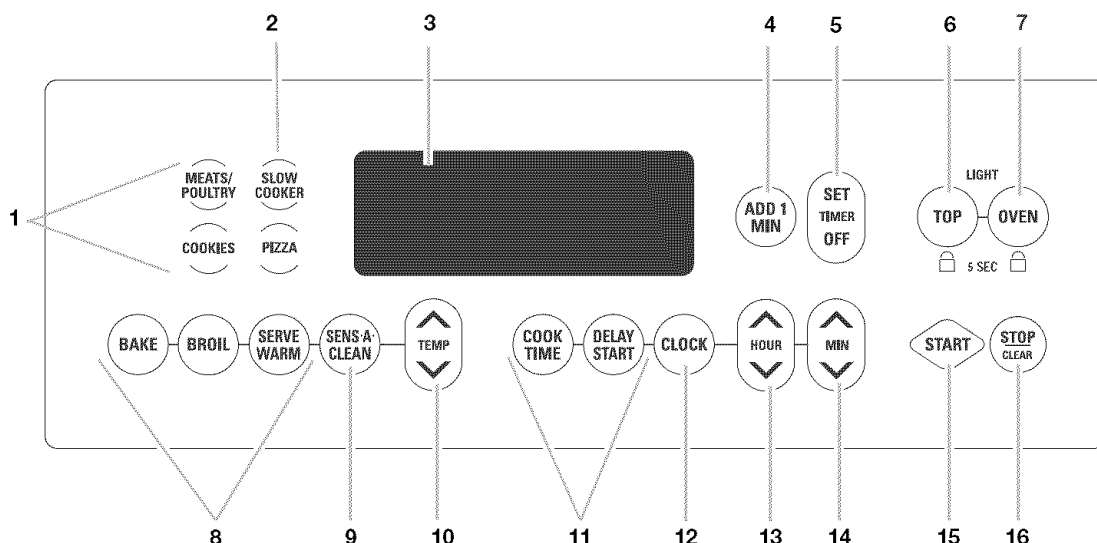 2 3 4 5 6 7
1
MEATS/
POULTRY
SLOW
COOKER
COOKIES
PIZZA
ADD 1
MIN
SET
TIMER
OFF
LIGHT
TOP
OVEN
5 SEC
BAKE
BROIL
SERVE
WARM
SENS·A·
CLEAN
TEMP
COOK
TIME
DELAY
START
CLOCK
HOUR
MIN
START
STOP
CLEAR
8 9 10 11 12 13 14 15 16